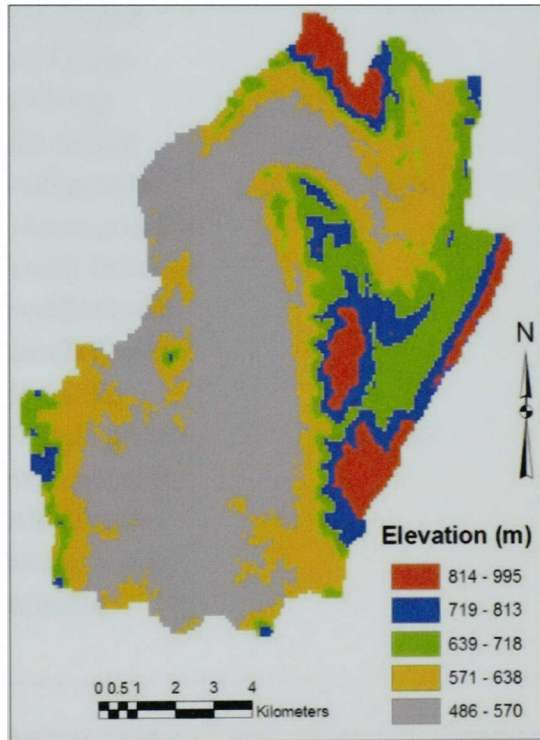 N
Elevation (m)
814 - 995
719 - 813
639 - 718
571 - 638
486 - 570
0 0.5 1 2 3 4
Kilometers